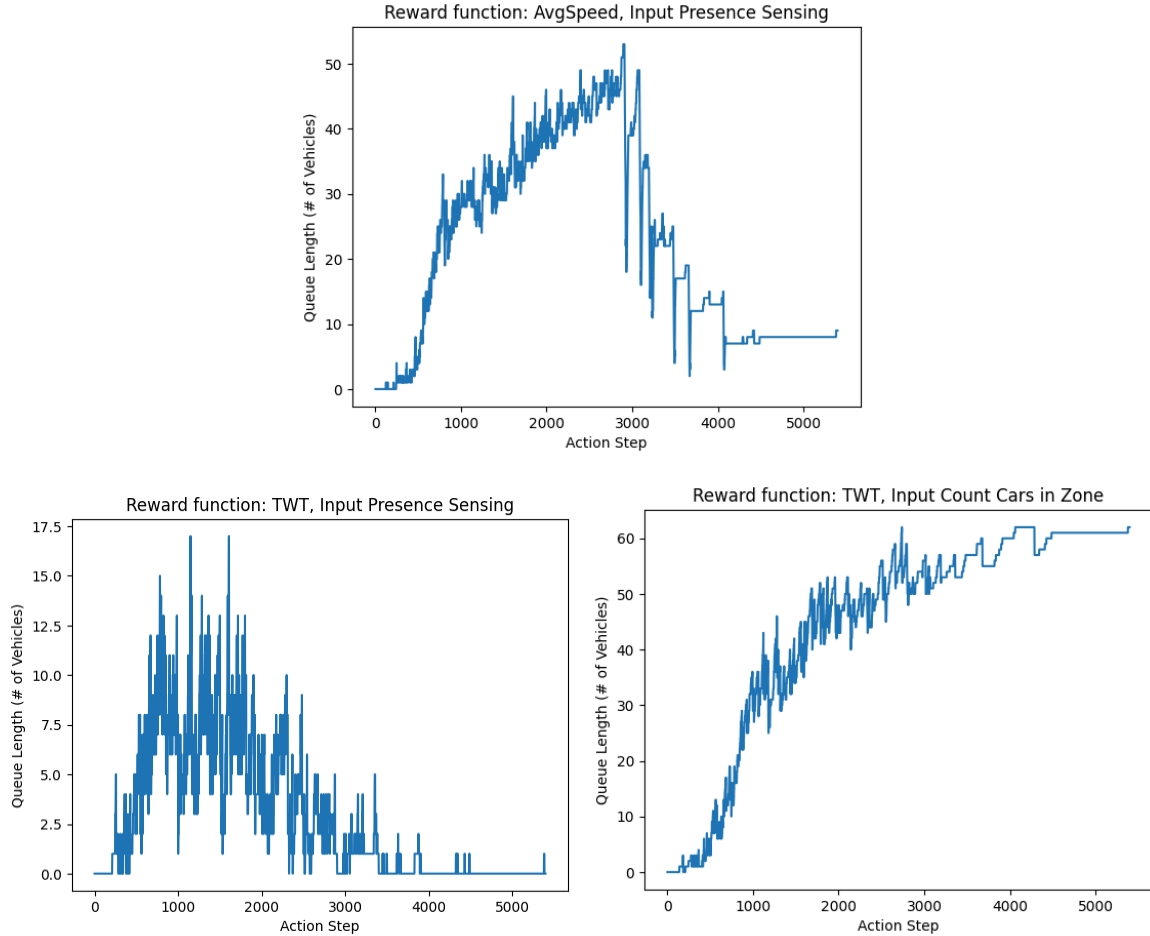 Reward function: AvgSpeed, Input Presence Sensing
Queue Length (# of Vehicles)
50
40
30
20
10
0
0 1000 2000 3000 4000 5000
Action Step
Reward function: TWT, Input Presence Sensing
Queue Length (# of Vehicles)
17.5
15.0
12.5
10.0
7.5
5.0
2.5
0.0
0 1000 2000 3000 4000 5000
Action Step
Reward function: TWT, Input Count Cars in Zone
Queue Length (# of Vehicles)
60
50
40
30
20
10
0
0 1000 2000 3000 4000 5000
Action Step